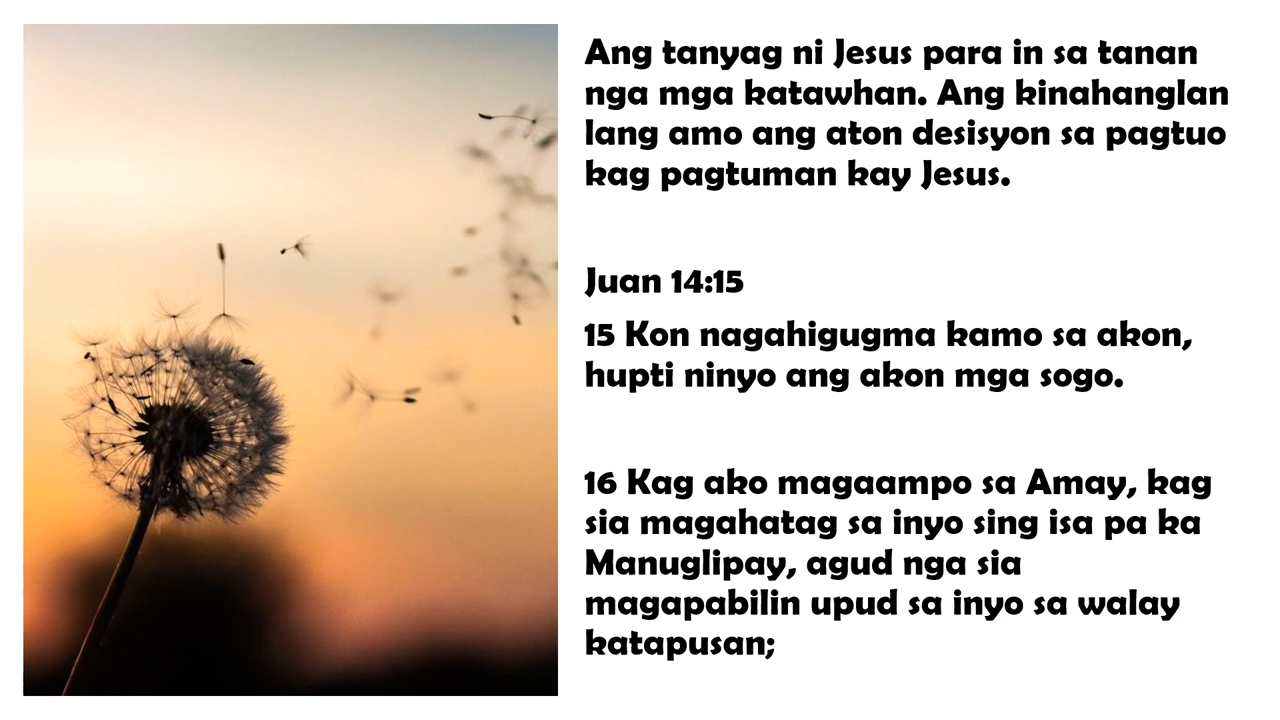 Ang tanyag ni Jesus para in sa tanan
nga mga katawhan. Ang kinahanglan
lang amo ang aton desisyon sa pagtuo
kag pagtuman kay Jesus.
Juan 14:15
15 Kon nagahigugma kamo sa akon,
hupti ninyo ang akon mga sogo.
16 Kag ako magaampo sa Amay, kag
sia magahatag sa inyo sing isa pa ka
Manuglipay, agud nga sia
magapabilin upud sa inyo sa walay
katapusan;